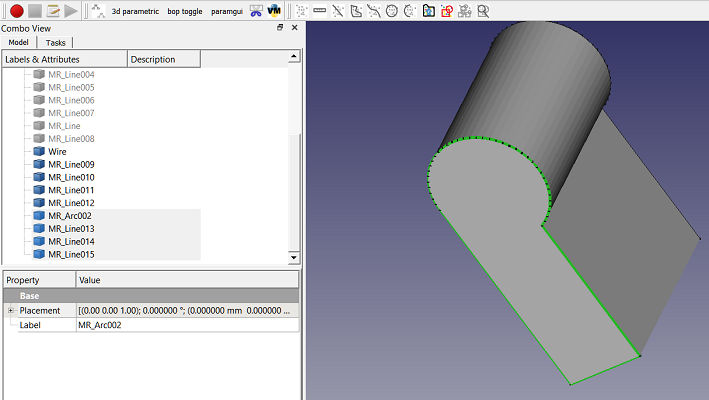 3d parametric bop toggle paramgui VM
Combo View
Model Tasks
Labels & Attributes Description
MR_Line004
MR_Line005
MR_Line006
MR_Line007
MR_Line
MR_Line008
Wire
MR_Line009
MR_Line010
MR_Line011
MR_Line012
MR_Arc002
MR_Line013
MR_Line014
MR_Line015
Property Value
Base
Placement [(0.00 0.00 1.00); 0.000000 °; (0.000000 mm 0.000000 ...
Label MR_Arc002